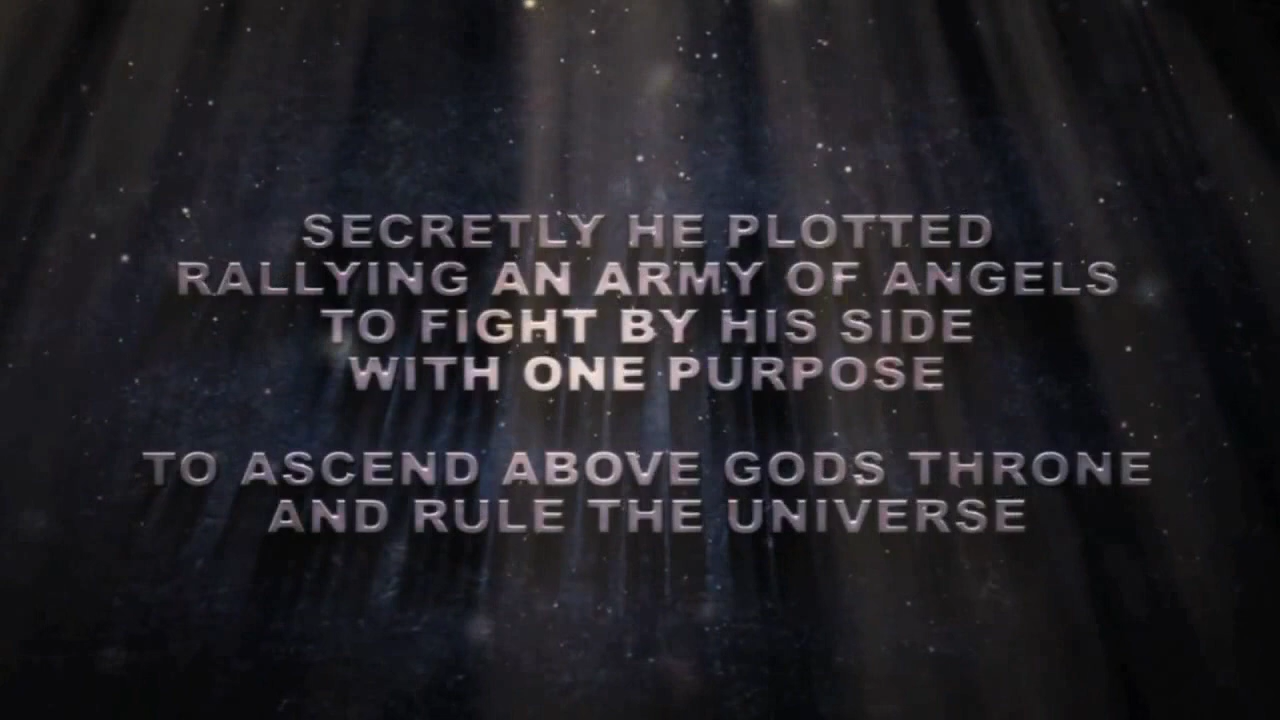 SECRETLY HE PLOTTED
RALLYING AN ARMY OF ANGELS
TO FIGHT BY HIS SIDE
WITH ONE PURPOSE
TO ASCEND ABOVE GODS THRONE
AND RULE THE UNIVERSE